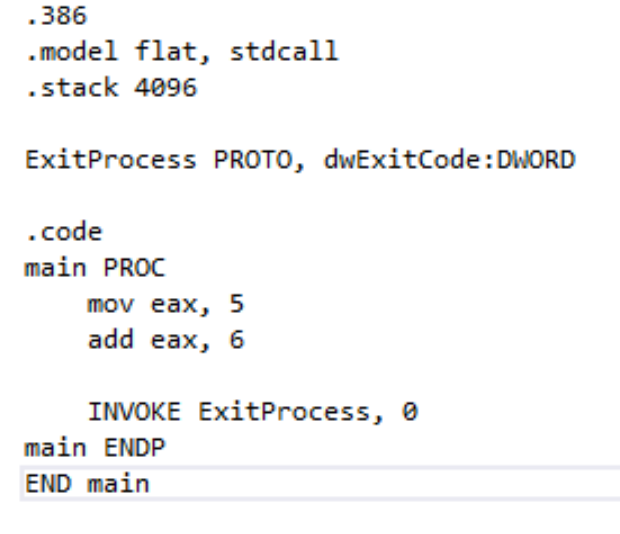 .386
.model flat, stdcall
.stack 4096
ExitProcess PROTO, dwExitCode:DWORD
.code
main PROC
mov eax, 5
add eax, 6
INVOKE ExitProcess, 0
main ENDP
END main